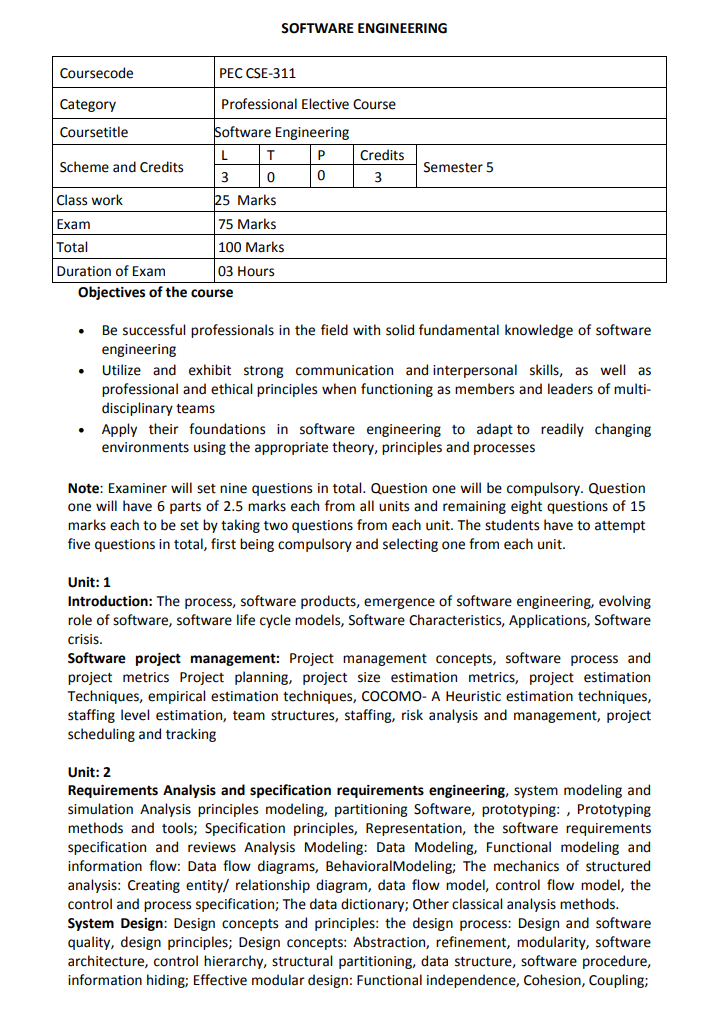 SOFTWARE ENGINEERING
Coursecode PEC CSE-311
Category Professional Elective Course
Coursetitle Software Engineering
Scheme and Credits L T P Credits Semester 5
3 0 0 3
Class work 25 Marks
Exam 75 Marks
Total 100 Marks
Duration of Exam 03 Hours
Objectives of the course
• Be successful professionals in the field with solid fundamental knowledge of software
engineering
• Utilize and exhibit strong communication and interpersonal skills, as well as
professional and ethical principles when functioning as members and leaders of multi-
disciplinary teams
• Apply their foundations in software engineering to adapt to readily changing
environments using the appropriate theory, principles and processes
Note: Examiner will set nine questions in total. Question one will be compulsory. Question
one will have 6 parts of 2.5 marks each from all units and remaining eight questions of 15
marks each to be set by taking two questions from each unit. The students have to attempt
five questions in total, first being compulsory and selecting one from each unit.
Unit: 1
Introduction: The process, software products, emergence of software engineering, evolving
role of software, software life cycle models, Software Characteristics, Applications, Software
crisis.
Software project management: Project management concepts, software process and
project metrics Project planning, project size estimation metrics, project estimation
Techniques, empirical estimation techniques, COCOMO- A Heuristic estimation techniques,
staffing level estimation, team structures, staffing, risk analysis and management, project
scheduling and tracking
Unit: 2
Requirements Analysis and specification requirements engineering, system modeling and
simulation Analysis principles modeling, partitioning Software, prototyping: , Prototyping
methods and tools; Specification principles, Representation, the software requirements
specification and reviews Analysis Modeling: Data Modeling, Functional modeling and
information flow: Data flow diagrams, BehavioralModeling; The mechanics of structured
analysis: Creating entity/ relationship diagram, data flow model, control flow model, the
control and process specification; The data dictionary; Other classical analysis methods.
System Design: Design concepts and principles: the design process: Design and software
quality, design principles; Design concepts: Abstraction, refinement, modularity, software
architecture, control hierarchy, structural partitioning, data structure, software procedure,
information hiding; Effective modular design: Functional independence, Cohesion, Coupling;